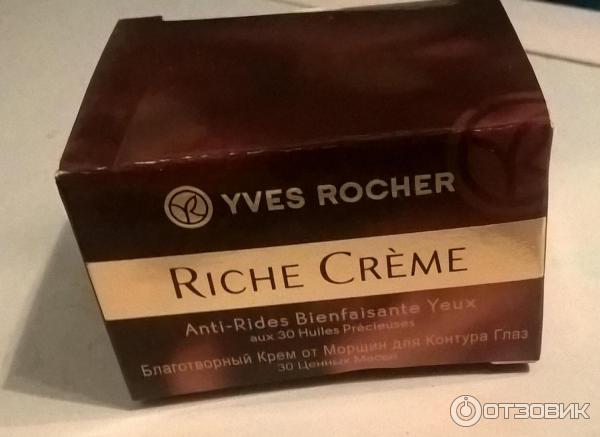 YVES ROCHER
RICHE CRÈME
Anti-Rides Bienfaisante Yeux
aux 30 Huiles Précieuses
Благотворный Крем от Морщин для Контура Глаз
30 Ценных Масел
ОТЗОВИК